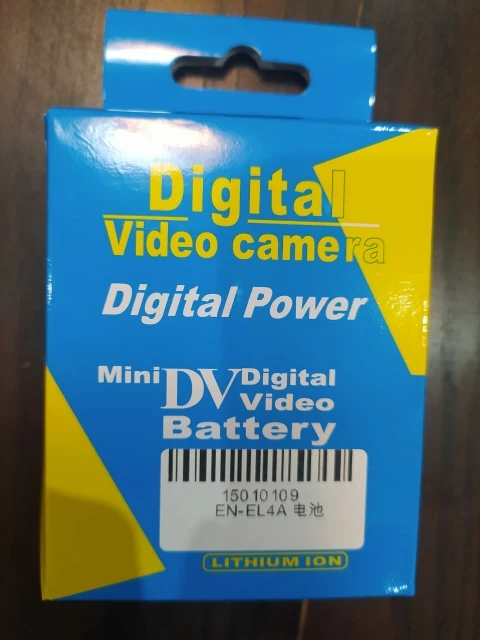 Digital
Video camera
Digital Power
Mini DV Digital Video
Battery
15010109
EN-EL4A 电池
LITHIUM ION